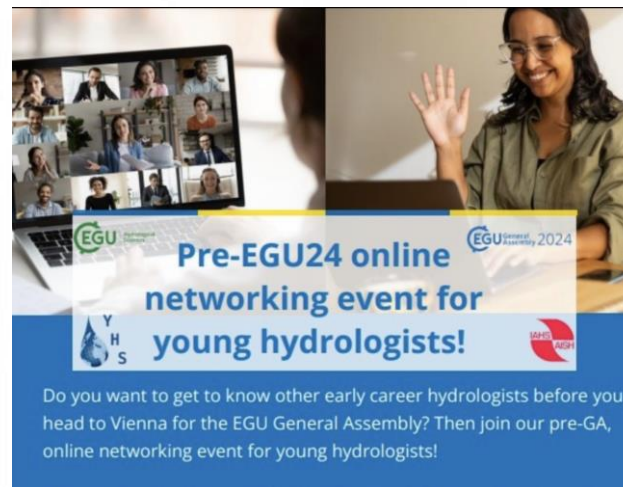 EGU Hydrological Sciences
EGU General Assembly 2024
Pre-EGU24 online
networking event for
young hydrologists!
Y
H
S
IAHS
AISH
Do you want to get to know other early career hydrologists before you
head to Vienna for the EGU General Assembly? Then join our pre-GA,
online networking event for young hydrologists!